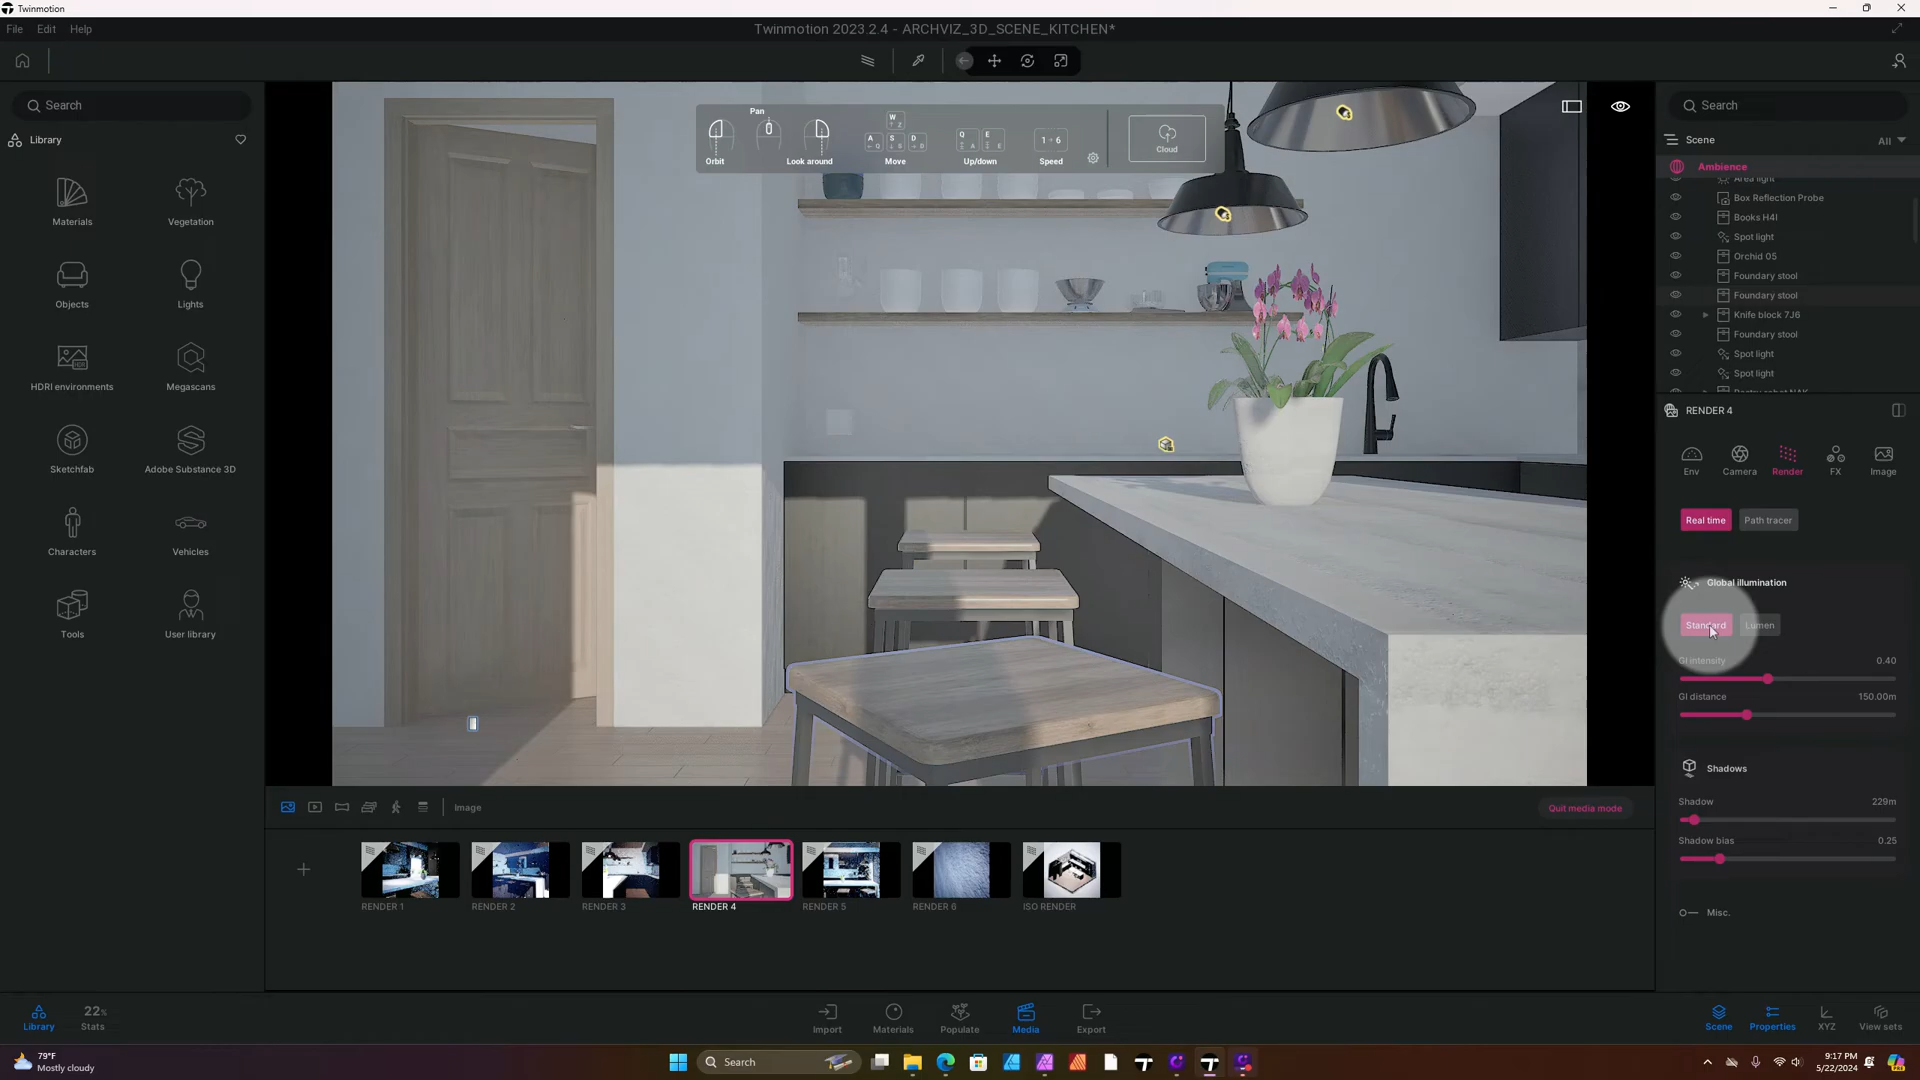 Twinmotion
File Edit Help
Twinmotion 2023.2.4 - ARCHVIZ_3D_SCENE_KITCHEN*
Search
Library
Materials
Vegetation
Objects
Lights
HDRI environments
Megascans
Sketchfab
Adobe Substance 3D
Characters
Vehicles
Tools
User library
Pan
Orbit
Look around
W
A S D
Move
Q E
Up/down
1 - 6
Speed
Cloud
Search
Scene
All
Ambience
Area light
Box Reflection Probe
Books H4I
Spot light
Orchid 05
Foundary stool
Foundary stool
Knife block 7J6
Foundary stool
Spot light
Spot light
RENDER 4
Env Camera Render FX Image
Real time Path tracer
Global illumination
Standard Lumen
GI intensity 0.40
GI distance 150.00m
Shadows
Shadow 229m
Shadow bias 0.25
Misc.
Image
Quit media mode
RENDER 1 RENDER 2 RENDER 3 RENDER 4 RENDER 5 RENDER 6 ISO RENDER
Library
22%
Stats
Import Materials Populate Media Export
Scene Properties XYZ View sets
79°F
Mostly cloudy
Search
9:17 PM
5/22/2024